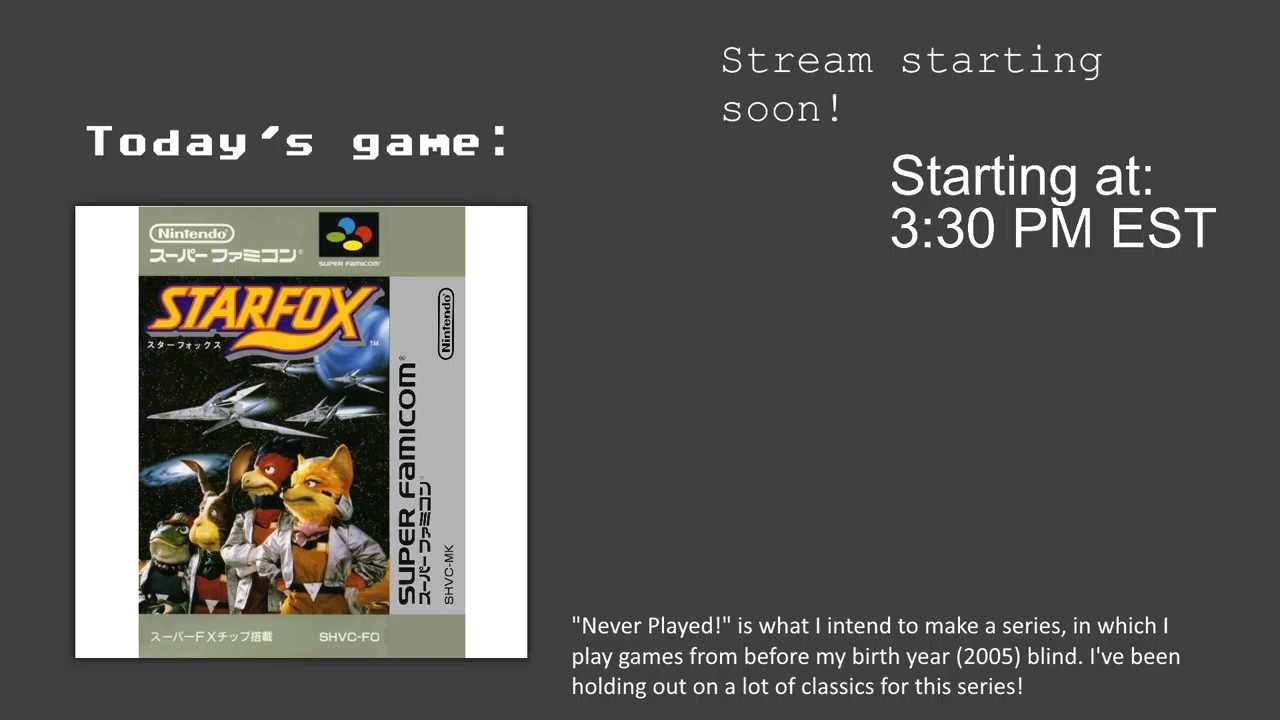 Stream starting
soon!
Today's game:
Starting at:
3:30 PM EST
Nintendo®
スーパーファミコン®
SUPER FAMICOM™
STARFOX™
スターフォックス
Nintendo®
SUPER FAMICOM®
スーパーファミコン®
SHVC-MK
スーパーFXチップ搭載
SHVC-FO
"Never Played!" is what I intend to make a series, in which I
play games from before my birth year (2005) blind. I've been
holding out on a lot of classics for this series!